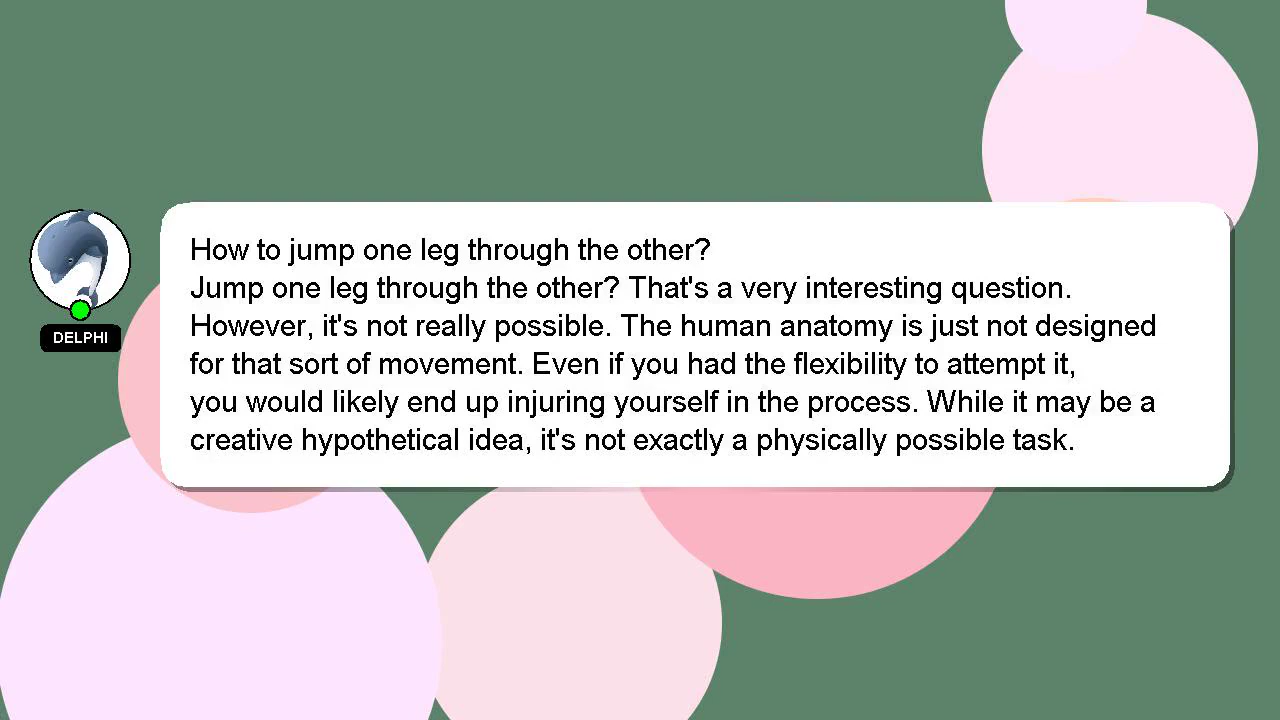 How to jump one leg through the other?
Jump one leg through the other? That's a very interesting question.
However, it's not really possible. The human anatomy is just not designed
for that sort of movement. Even if you had the flexibility to attempt it,
you would likely end up injuring yourself in the process. While it may be a
creative hypothetical idea, it's not exactly a physically possible task.
DELPHI